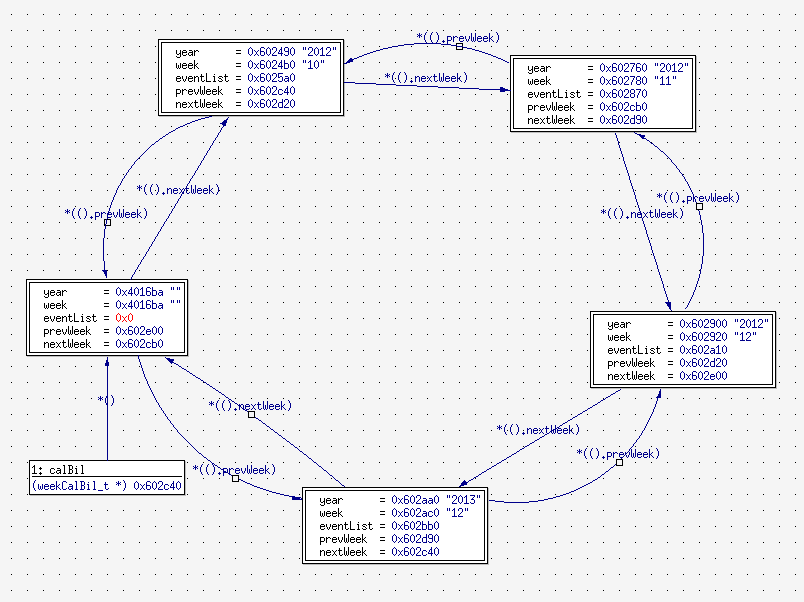 *(().prevWeek)
year = 0x602490 "2012"
week = 0x6024b0 "10"
eventList = 0x6025a0
prevWeek = 0x602c40
nextWeek = 0x602d20
*(().nextWeek)
year = 0x602760 "2012"
week = 0x602780 "11"
eventList = 0x602870
prevWeek = 0x602cb0
nextWeek = 0x602d90
*(().nextWeek)
*(().prevWeek)
*(().prevWeek)
*(().nextWeek)
year = 0x4016ba ""
week = 0x4016ba ""
eventList = 0x0
prevWeek = 0x602e00
nextWeek = 0x602cb0
year = 0x602900 "2012"
week = 0x602920 "12"
eventList = 0x602a10
prevWeek = 0x602d20
nextWeek = 0x602e00
*()
*(().nextWeek)
*(().nextWeek)
*(().prevWeek)
*(().prevWeek)
1: calBil
(weekCalBil_t *) 0x602c40
year = 0x602aa0 "2013"
week = 0x602ac0 "12"
eventList = 0x602bb0
prevWeek = 0x602d90
nextWeek = 0x602c40